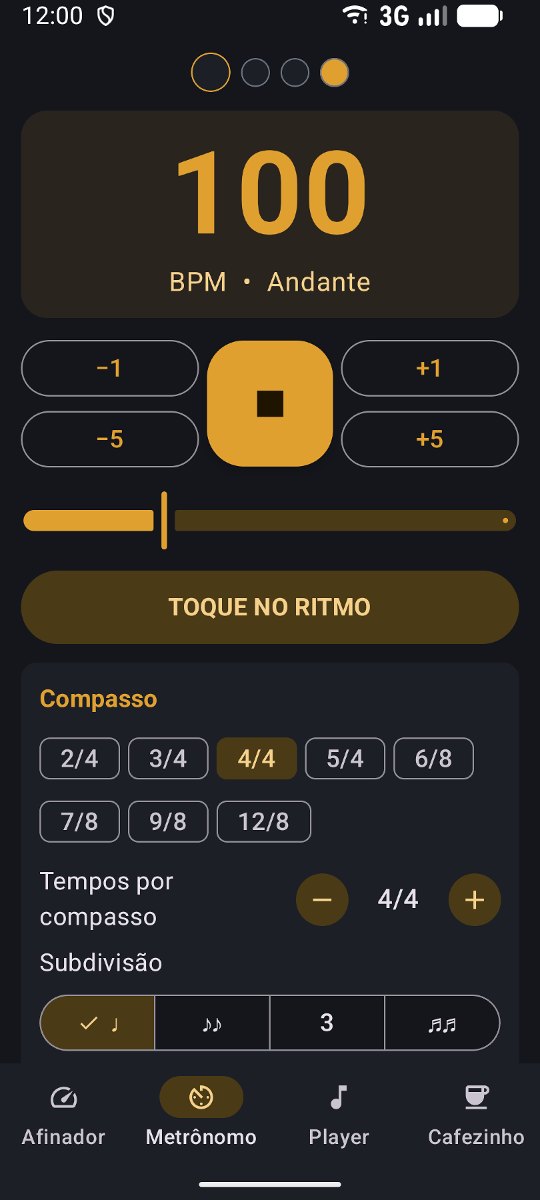 12:00 3G
100
BPM • Andante
−1 +1
−5 +5
TOQUE NO RITMO
Compasso
2/4 3/4 4/4 5/4 6/8
7/8 9/8 12/8
Tempos por
compasso
− 4/4 +
Subdivisão
♩ ♪♪ 3 ♬♬
Afinador Metrônomo Player Cafezinho